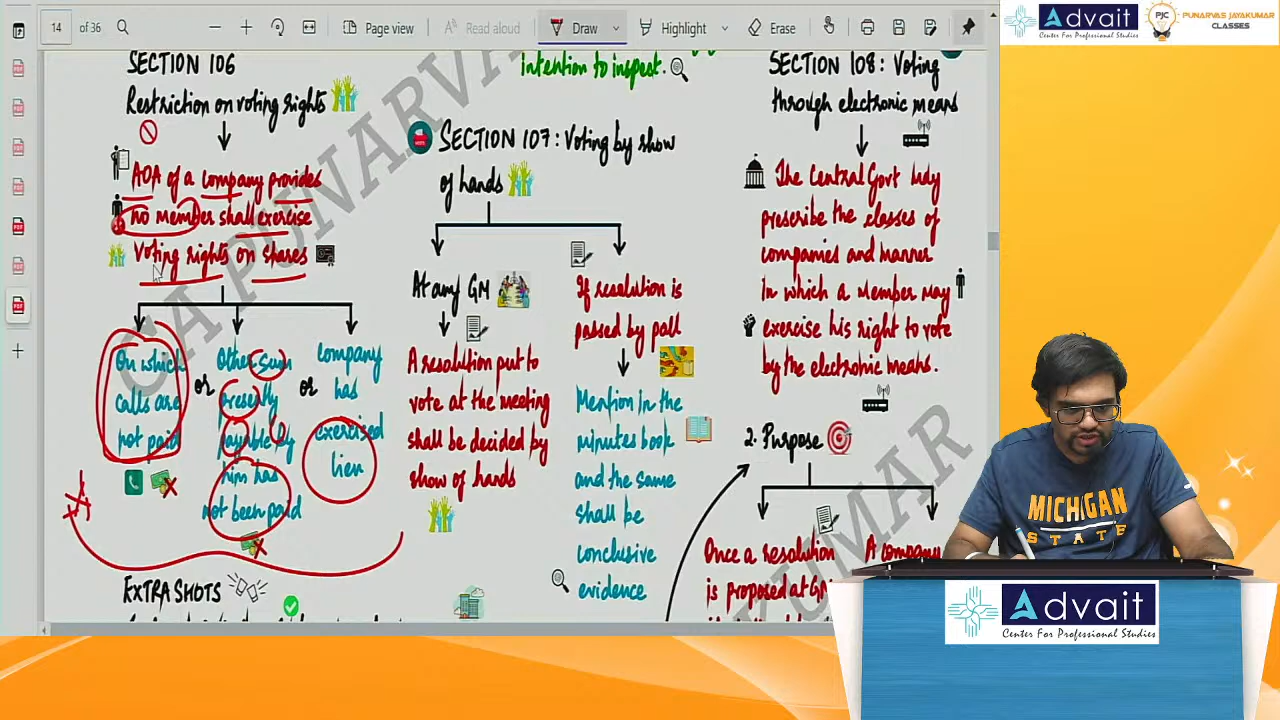 14 of 36
Page view
Read aloud
Draw
Highlight
Erase
Advait
Center For Professional Studies
PJC
PUNARVAS JAYAKUMAR
CLASSES
SECTION 106
Restriction on voting rights
AOA of a company provides
no member shall exercise
Voting rights on shares
On which
calls are
not paid
or
Other sum
presently
payable by
him has
not been paid
or
company
has
exercised
lien
EXTRA SHOTS
Intention to inspect.
SECTION 107: Voting by show
of hands
At any GM
A resolution put to
vote at the meeting
shall be decided by
show of hands
If resolution is
passed by poll
Mention in the
minutes book
and the same
shall be
conclusive
evidence
SECTION 108: Voting
through electronic means
The Central Govt may
prescribe the classes of
companies and manner
in which a member may
exercise his right to vote
by the electronic means.
2. Purpose
Once a resolution
is proposed at GM
A company
CA PUNARVA
KUMAR
MICHIGAN
STATE
Advait
Center For Professional Studies